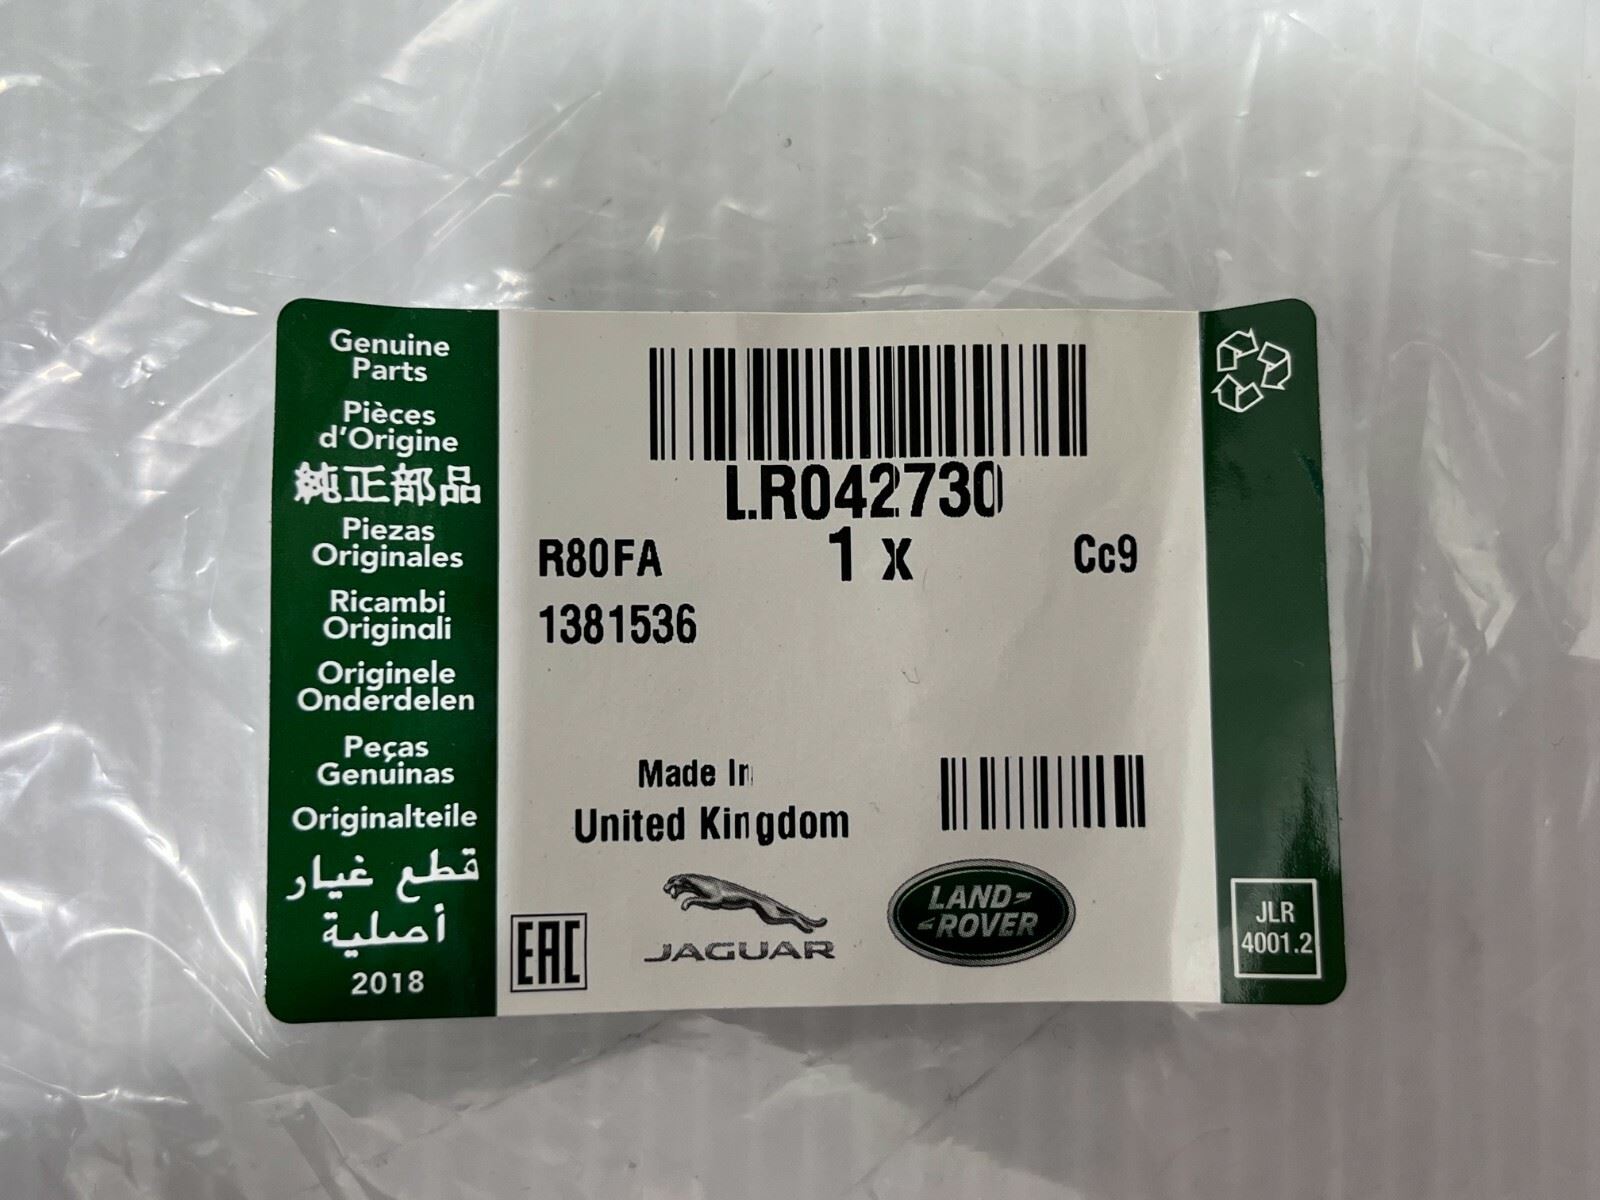 Genuine
Parts
Pièces
d'Origine
純正部品
Piezas
Originales
Ricambi
Originali
Originele
Onderdelen
Peças
Genuinas
Originalteile
قطع غيار
أصلية
2018
LR042730
R80FA 1 x Cc9
1381536
Made In
United Kingdom
EAC
JAGUAR
LAND-
-ROVER
JLR
4001.2